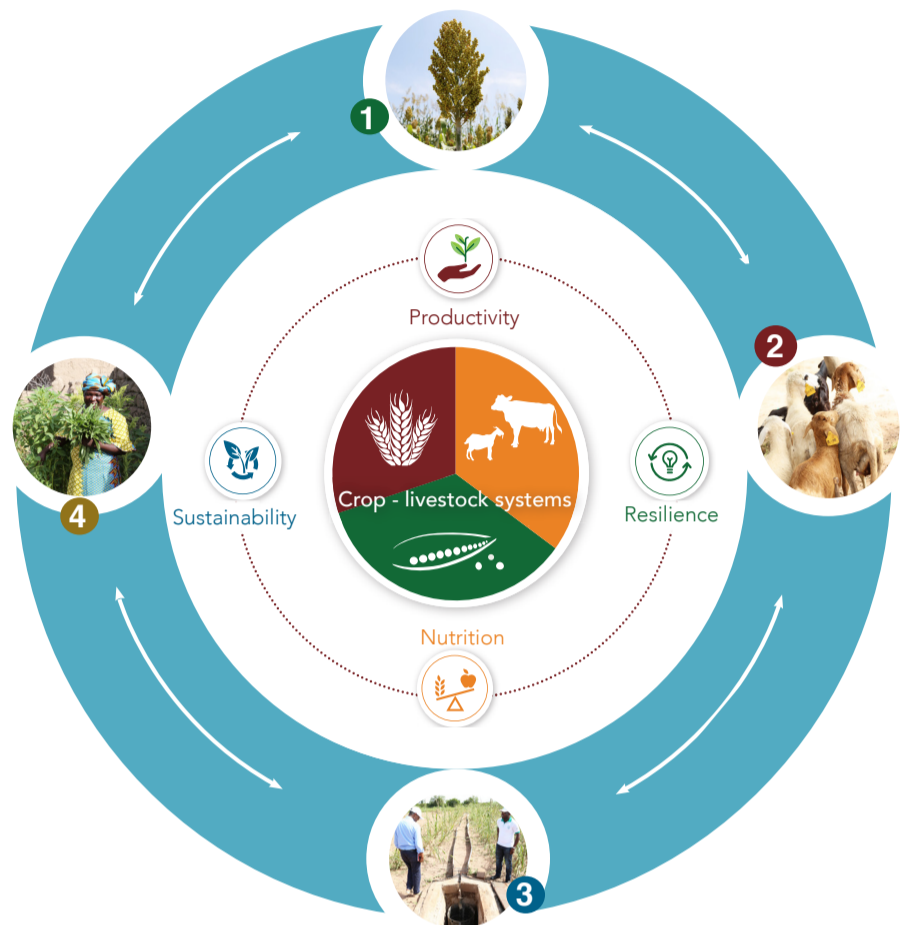 1
Productivity
2
Crop - livestock systems
4
Sustainability
Resilience
Nutrition
3